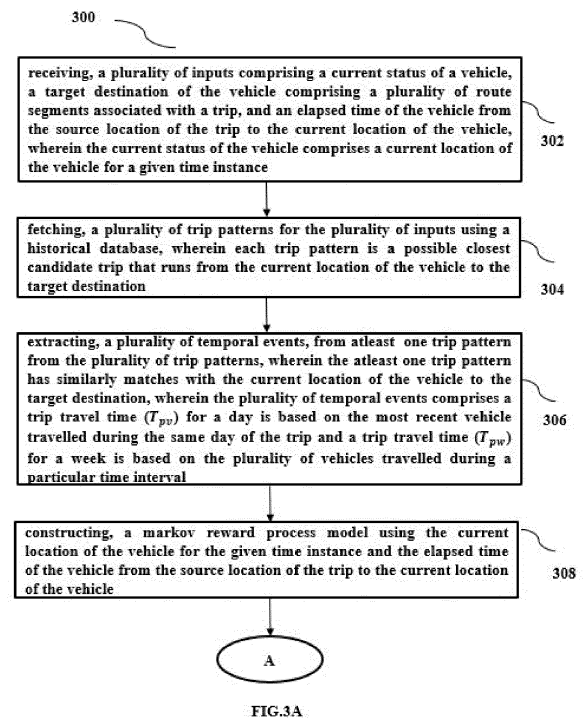 300
receiving, a plurality of inputs comprising a current status of a vehicle,
a target destination of the vehicle comprising a plurality of route
segments associated with a trip, and an elapsed time of the vehicle from
the source location of the trip to the current location of the vehicle,
wherein the current status of the vehicle comprises a current location of
the vehicle for a given time instance
302
fetching, a plurality of trip patterns for the plurality of inputs using a
historical database, wherein each trip pattern is a possible closest
candidate trip that runs from the current location of the vehicle to the
target destination
304
extracting, a plurality of temporal events, from atleast one trip pattern
from the plurality of trip patterns, wherein the atleast one trip pattern
has similarly matches with the current location of the vehicle to the
target destination, wherein the plurality of temporal events comprises a
trip travel time (T_pv) for a day is based on the most recent vehicle
travelled during the same day of the trip and a trip travel time (T_pw)
for a week is based on the plurality of vehicles travelled during a
particular time interval
306
constructing, a markov reward process model using the current
location of the vehicle for the given time instance and the elapsed time
of the vehicle from the source location of the trip to the current location
of the vehicle
308
A
FIG.3A